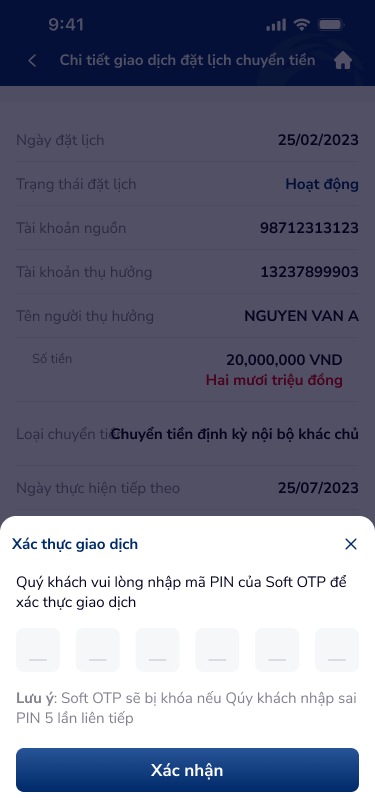 9:41
Chi tiết giao dịch đặt lịch chuyển tiền
Ngày đặt lịch 25/02/2023
Trạng thái đặt lịch Hoạt động
Tài khoản nguồn 98712313123
Tài khoản thụ hưởng 13237899903
Tên người thụ hưởng NGUYEN VAN A
Số tiền 20,000,000 VND
Hai mươi triệu đồng
Loại chuyển Chuyển tiền định kỳ nội bộ khác chủ
Ngày thực hiện tiếp theo 25/07/2023
Xác thực giao dịch
Quý khách vui lòng nhập mã PIN của Soft OTP để
xác thực giao dịch
Lưu ý: Soft OTP sẽ bị khóa nếu Qúy khách nhập sai
PIN 5 lần liên tiếp
Xác nhận